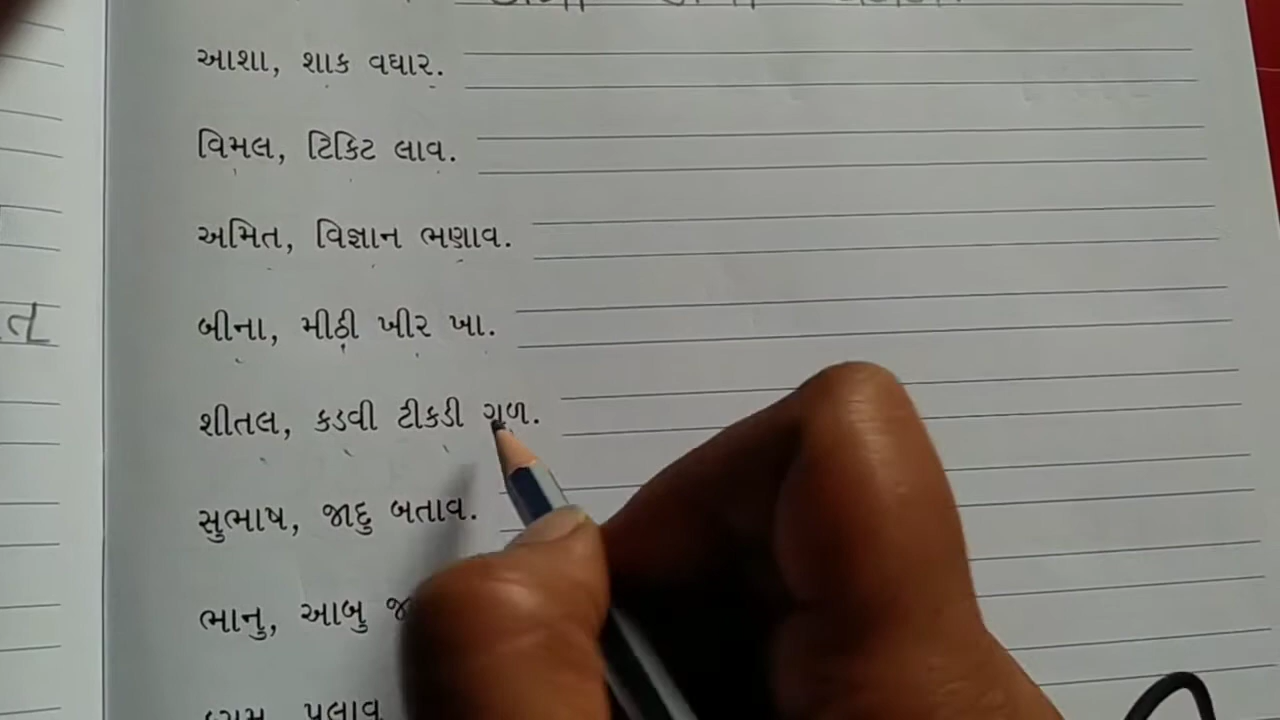 આશા, શાક વઘાર.
વિમલ, ટિકિટ લાવ.
અમિત, વિજ્ઞાન ભણાવ.
બીના, મીઠી ખીર ખા.
ત
શીતલ, કડવી ટીકડી ગળ.
સુભાષ, જાદુ બતાવ.
ભાનુ, આબુ
પુલાવ